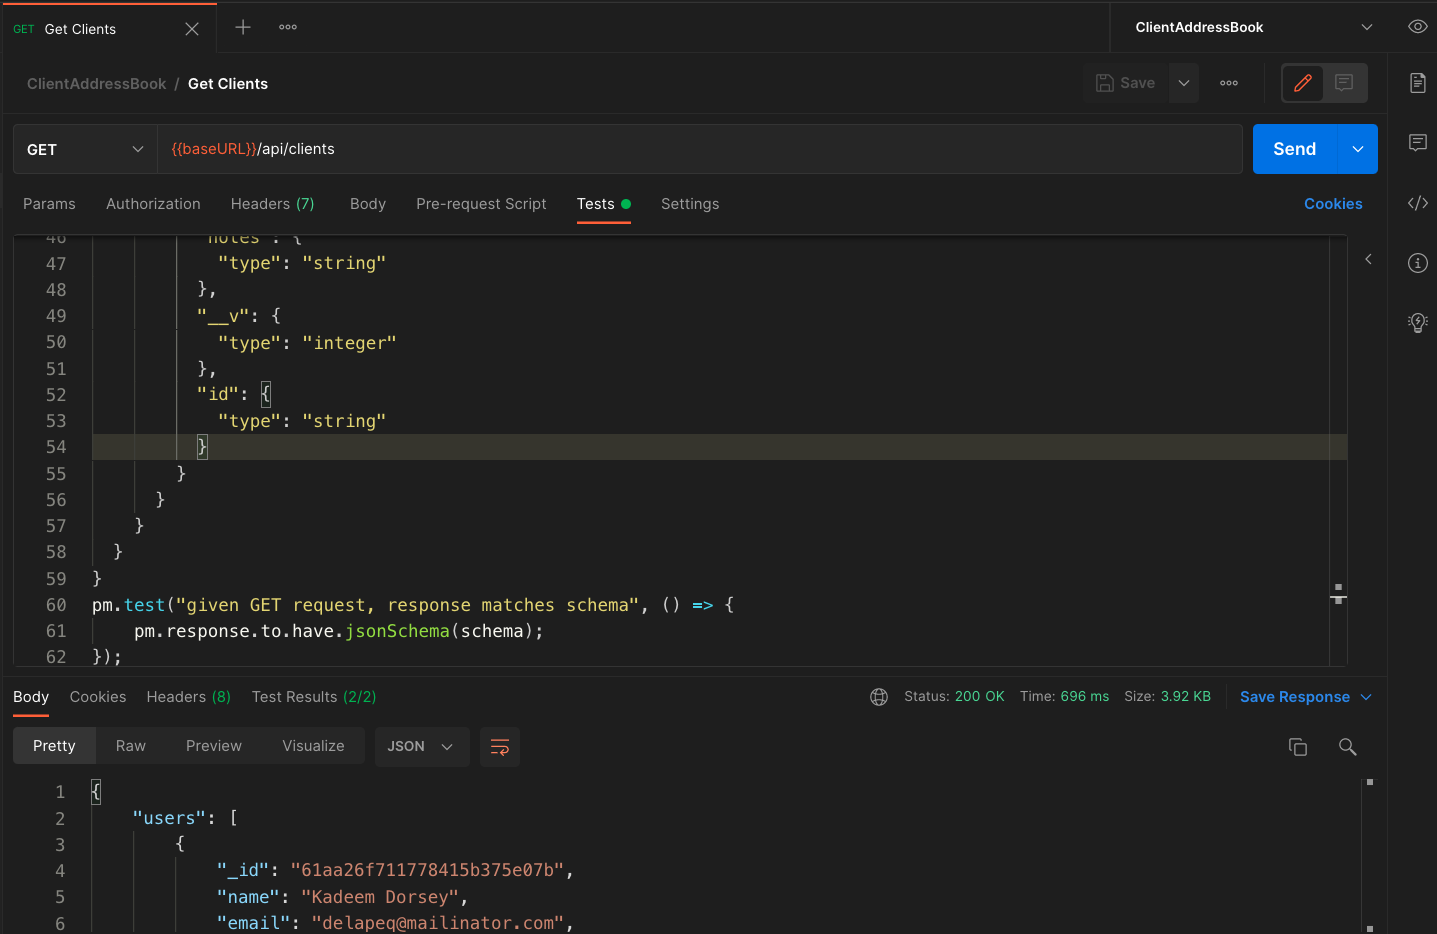 GET Get Clients
ClientAddressBook
ClientAddressBook / Get Clients
Save
GET
{{baseURL}}/api/clients
Send
Params Authorization Headers (7) Body Pre-request Script Tests Settings Cookies
46 "notes": {
47 "type": "string"
48 },
49 "__v": {
50 "type": "integer"
51 },
52 "id": {
53 "type": "string"
54 }
55 }
56 }
57 }
58 }
59 }
60 pm.test("given GET request, response matches schema", () => {
61 pm.response.to.have.jsonSchema(schema);
62 });
Body Cookies Headers (8) Test Results (2/2) Status: 200 OK Time: 696 ms Size: 3.92 KB Save Response
Pretty Raw Preview Visualize JSON
1 {
2 "users": [
3 {
4 "_id": "61aa26f711778415b375e07b",
5 "name": "Kadeem Dorsey",
6 "email": "delapeq@mailinator.com",